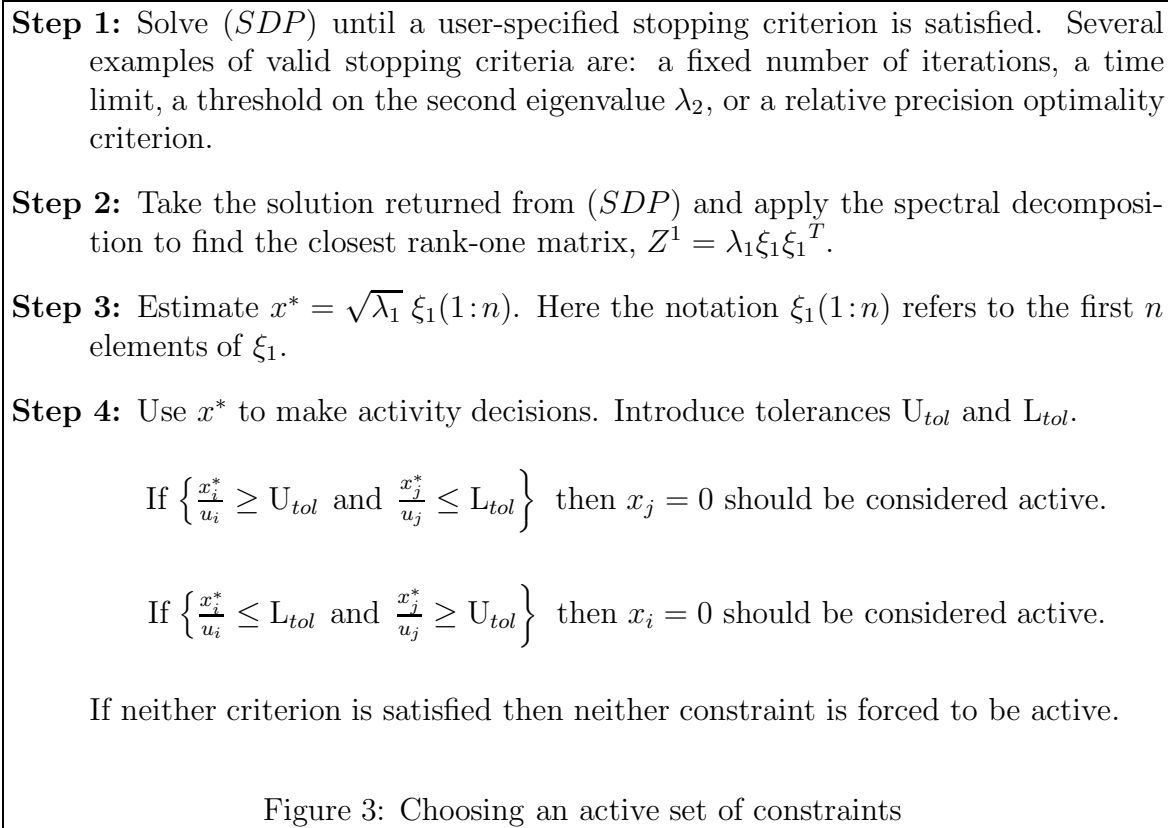 Step 1: Solve (SDP) until a user-specified stopping criterion is satisfied. Several
examples of valid stopping criteria are: a fixed number of iterations, a time
limit, a threshold on the second eigenvalue λ₂, or a relative precision optimality
criterion.
Step 2: Take the solution returned from (SDP) and apply the spectral decomposi-
tion to find the closest rank-one matrix, Z¹ = λ₁ξ₁ξ₁ᵀ.
Step 3: Estimate x* = √λ₁ ξ₁(1:n). Here the notation ξ₁(1:n) refers to the first n
elements of ξ₁.
Step 4: Use x* to make activity decisions. Introduce tolerances U_tol and L_tol.
If {x*_i/u_i ≥ U_tol and x*_j/u_j ≤ L_tol} then x_j = 0 should be considered active.
If {x*_i/u_i ≤ L_tol and x*_j/u_j ≥ U_tol} then x_i = 0 should be considered active.
If neither criterion is satisfied then neither constraint is forced to be active.
Figure 3: Choosing an active set of constraints